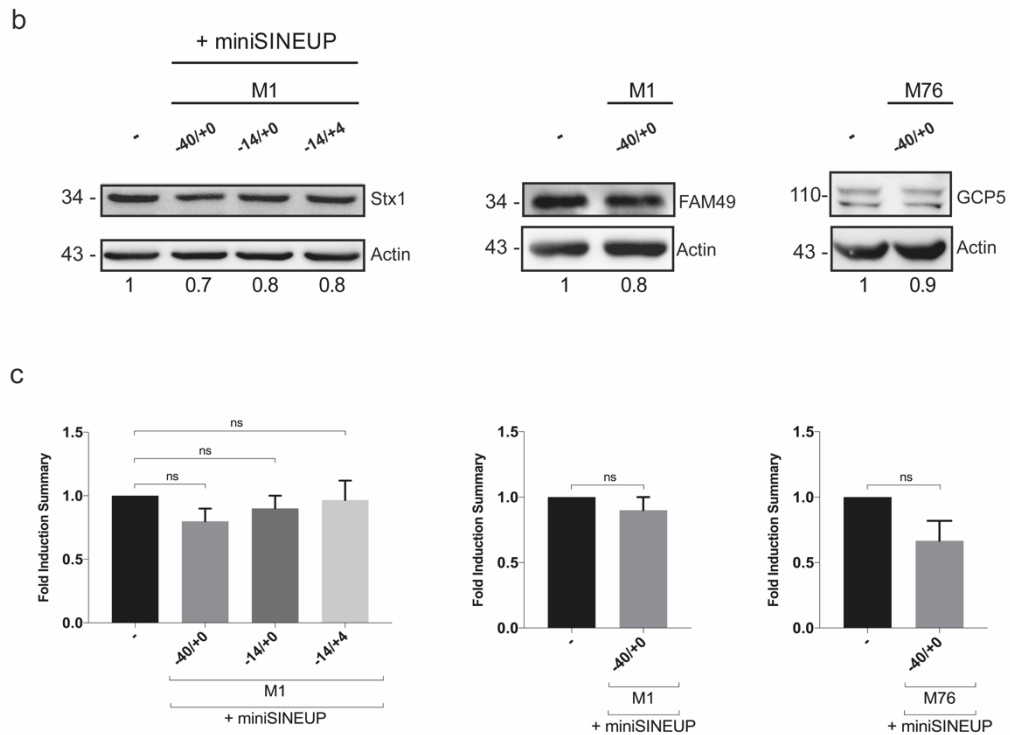 b
+ miniSINEUP
M1
M1
M76
-
-40/+0
-14/+0
-14/+4
-
-40/+0
-
-40/+0
34 -
Stx1
34 -
FAM49
110-
GCP5
43 -
Actin
43 -
Actin
43 -
Actin
1 0.7 0.8 0.8
1 0.8
1 0.9
c
Fold Induction Summary
1.5
1.0
0.5
0.0
ns
ns
ns
-
-40/+0
-14/+0
-14/+4
M1
+ miniSINEUP
Fold Induction Summary
1.5
1.0
0.5
0.0
ns
-
-40/+0
M1
+ miniSINEUP
Fold Induction Summary
1.5
1.0
0.5
0.0
ns
-
-40/+0
M76
+ miniSINEUP